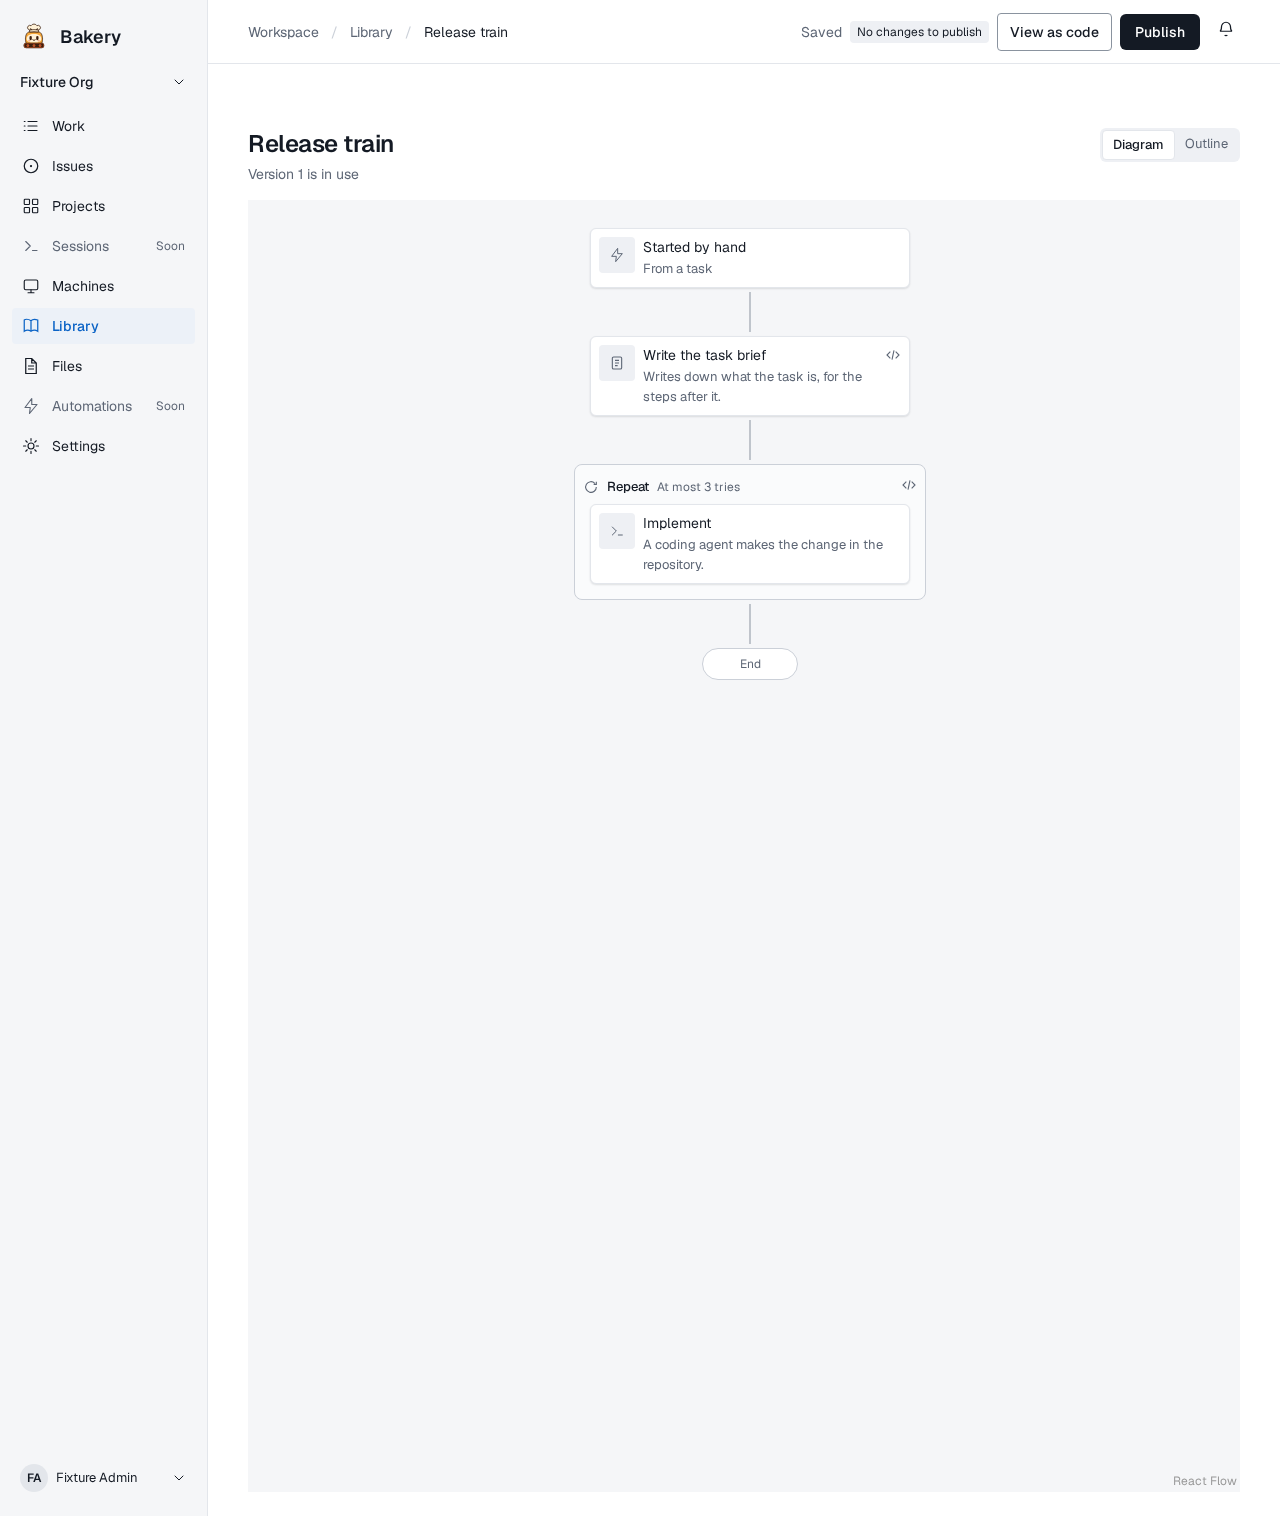 Bakery
Fixture Org
Work
Issues
Projects
Sessions Soon
Machines
Library
Files
Automations Soon
Settings
FA Fixture Admin
Workspace / Library / Release train
Saved No changes to publish View as code Publish
Release train
Version 1 is in use
Diagram Outline
Started by hand
From a task
Write the task brief
Writes down what the task is, for the
steps after it.
Repeat At most 3 tries
Implement
A coding agent makes the change in the
repository.
End
React Flow